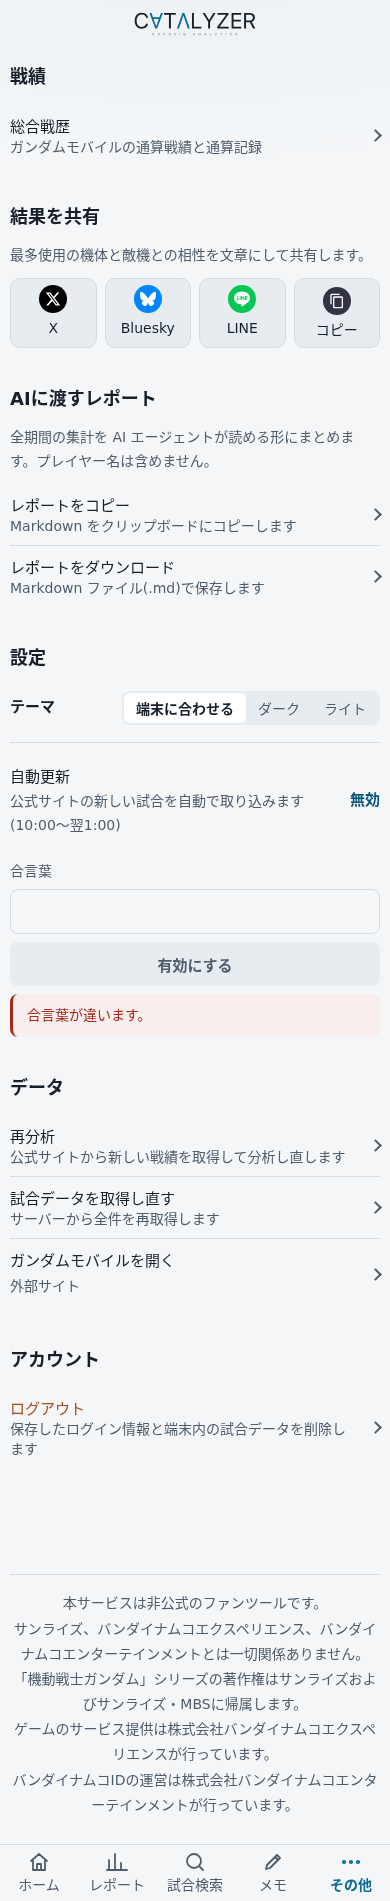 CATALYZER
戦績
総合戦歴
ガンダムモバイルの通算戦績と通算記録
結果を共有
最多使用の機体と敵機との相性を文章にして共有します。
X
Bluesky
LINE
コピー
AIに渡すレポート
全期間の集計を AI エージェントが読める形にまとめま
す。プレイヤー名は含めません。
レポートをコピー
Markdown をクリップボードにコピーします
レポートをダウンロード
Markdown ファイル(.md)で保存します
設定
テーマ
端末に合わせる
ダーク
ライト
自動更新
公式サイトの新しい試合を自動で取り込みます
(10:00〜翌1:00)
無効
合言葉
有効にする
合言葉が違います。
データ
再分析
公式サイトから新しい戦績を取得して分析し直します
試合データを取得し直す
サーバーから全件を再取得します
ガンダムモバイルを開く
外部サイト
アカウント
ログアウト
保存したログイン情報と端末内の試合データを削除し
ます
本サービスは非公式のファンツールです。
サンライズ、バンダイナムコエクスペリエンス、バンダイ
ナムコエンターテインメントとは一切関係ありません。
「機動戦士ガンダム」シリーズの著作権はサンライズおよ
びサンライズ・MBSに帰属します。
ゲームのサービス提供は株式会社バンダイナムコエクスペ
リエンスが行っています。
バンダイナムコIDの運営は株式会社バンダイナムコエンタ
ーテインメントが行っています。
ホーム
レポート
試合検索
メモ
その他